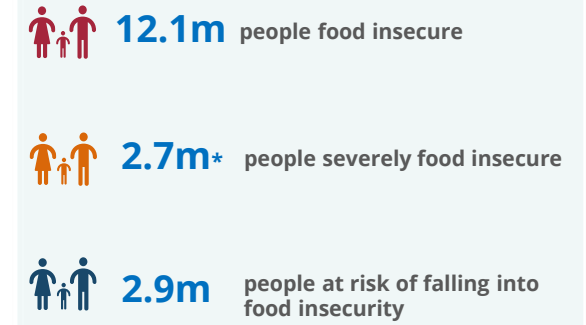 12.1m people food insecure
2.7m* people severely food insecure
2.9m people at risk of falling into
food insecurity